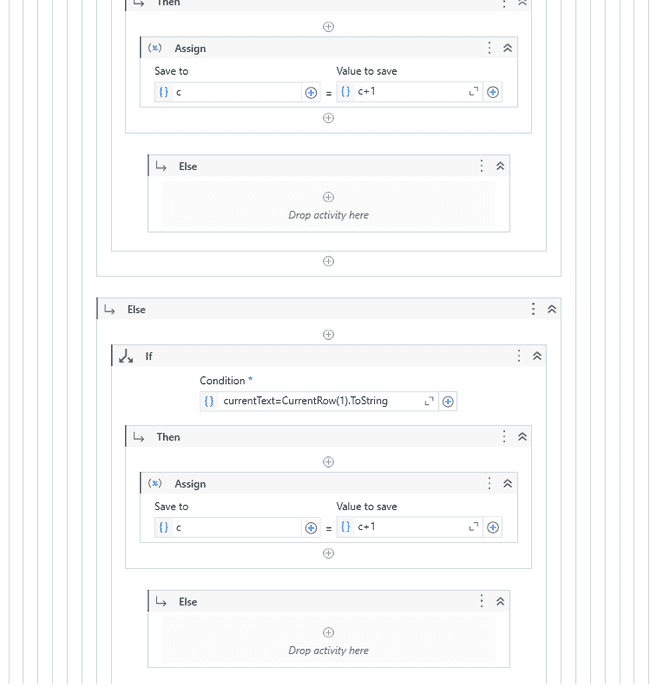 Then
Assign
Save to
Value to save
c
=
c+1
Else
Drop activity here
Else
If
Condition *
currentText=CurrentRow(1).ToString
Then
Assign
Save to
Value to save
c
=
c+1
Else
Drop activity here